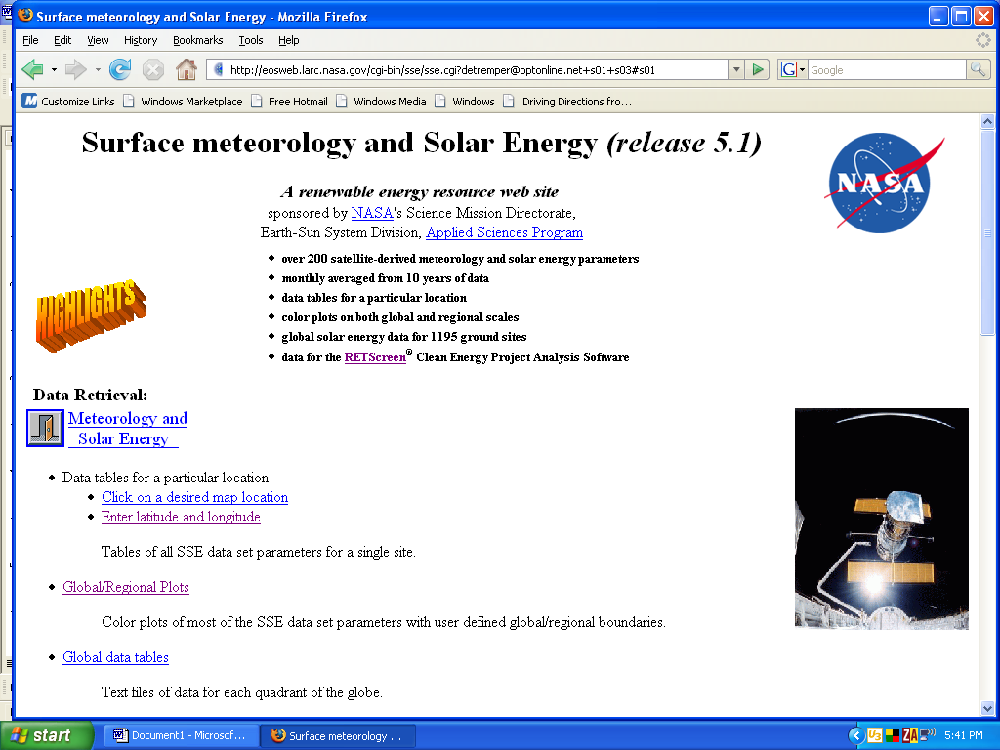 Surface meteorology and Solar Energy - Mozilla Firefox
File Edit View History Bookmarks Tools Help
http://eosweb.larc.nasa.gov/cgi-bin/sse/sse.cgi?detremper@optonline.net+s01+s03#s01
G Google
M Customize Links Windows Marketplace Free Hotmail Windows Media Windows Driving Directions fro...
Surface meteorology and Solar Energy (release 5.1)
NASA
A renewable energy resource web site
sponsored by NASA's Science Mission Directorate,
Earth-Sun System Division, Applied Sciences Program
• over 200 satellite-derived meteorology and solar energy parameters
• monthly averaged from 10 years of data
• data tables for a particular location
• color plots on both global and regional scales
• global solar energy data for 1195 ground sites
• data for the RETScreen® Clean Energy Project Analysis Software
HIGHLIGHTS
Data Retrieval:
Meteorology and
Solar Energy
• Data tables for a particular location
• Click on a desired map location
• Enter latitude and longitude
Tables of all SSE data set parameters for a single site.
• Global/Regional Plots
Color plots of most of the SSE data set parameters with user defined global/regional boundaries.
• Global data tables
Text files of data for each quadrant of the globe.
start Document1 - Microsof... Surface meteorology ... U3 ZA 5:41 PM